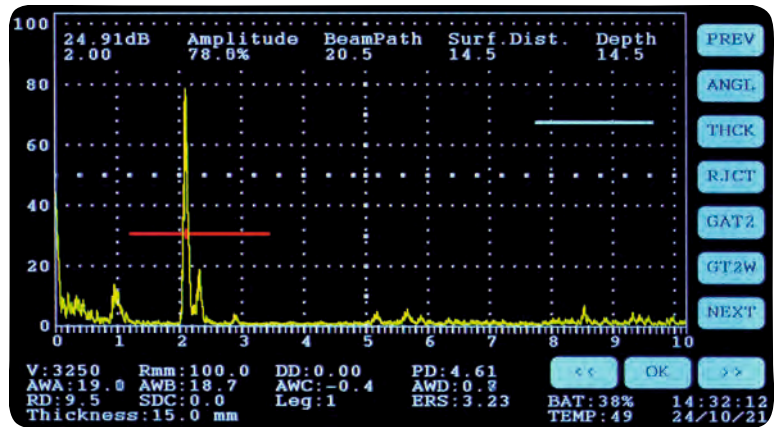 100
24.91dB Amplitude BeamPath Surf.Dist. Depth
2.00 78.6% 20.5 14.5 14.5
PREV
80
ANGL
THCK
60
RJCT
40
GAT2
20
GT2W
NEXT
0
0 1 2 3 4 5 6 7 8 9 10
V:3250 Rmm:100.0 DD:0.00 PD:4.61
<< OK >>
AWA:19.0 AWB:18.7 AWC:-0.4 AWD:0.8
RD:9.5 SDC:0.0 Leg:1 ERS:3.23 BAT:38% 14:32:12
Thickness:15.0 mm TEMP:49 24/10/21